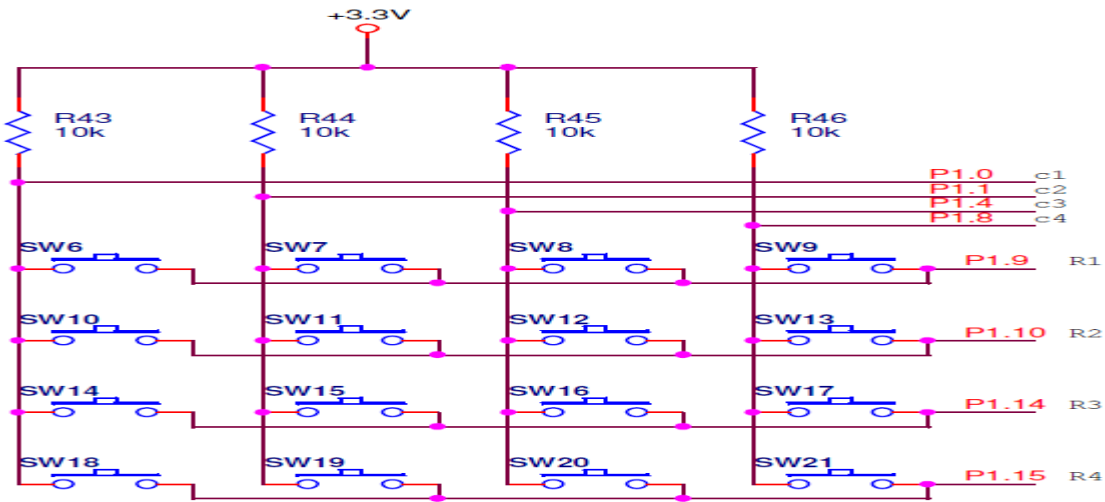 +3.3V
R43 R44 R45 R46
10k 10k 10k 10k
P1.0 c1
P1.1 c2
P1.4 c3
P1.8 c4
SW6 SW7 SW8 SW9
P1.9 R1
SW10 SW11 SW12 SW13
P1.10 R2
SW14 SW15 SW16 SW17
P1.14 R3
SW18 SW19 SW20 SW21
P1.15 R4